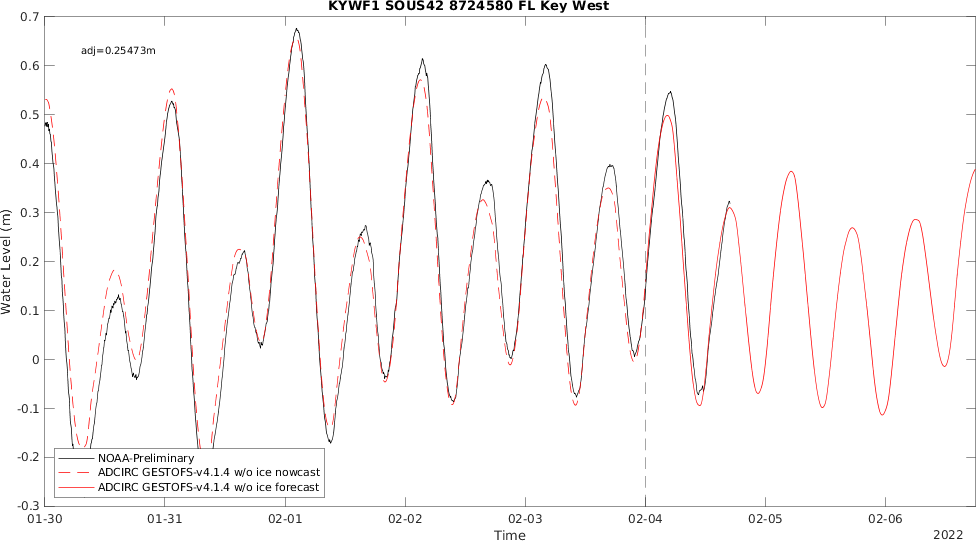 KYWF1 SOUS42 8724580 FL Key West
adj=0.25473m
0.7
0.6
0.5
0.4
0.3
0.2
0.1
0
-0.1
-0.2
-0.3
Water Level (m)
NOAA-Preliminary
ADCIRC GESTOFS-v4.1.4 w/o ice nowcast
ADCIRC GESTOFS-v4.1.4 w/o ice forecast
01-30 01-31 02-01 02-02 02-03 02-04 02-05 02-06
Time
2022